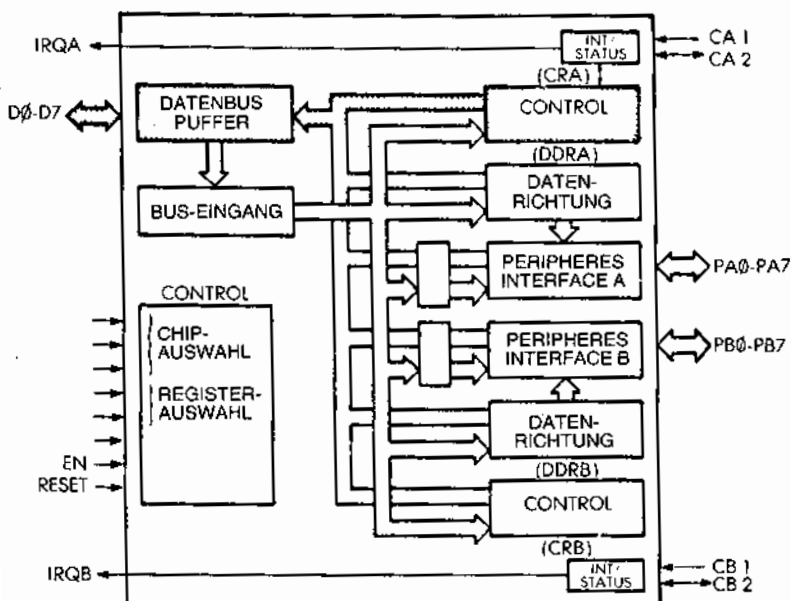 IRQA
INT/
STATUS
CA 1
CA 2
(CRA)
DØ-D7
DATENBUS
PUFFER
CONTROL
(DDRA)
DATEN-
RICHTUNG
BUS-EINGANG
PERIPHERES
INTERFACE A
PAØ-PA7
CONTROL
CHIP-
AUSWAHL
REGISTER-
AUSWAHL
PERIPHERES
INTERFACE B
PBØ-PB7
DATEN-
RICHTUNG
(DDRB)
EN
RESET
CONTROL
(CRB)
IRQB
INT/
STATUS
CB 1
CB 2